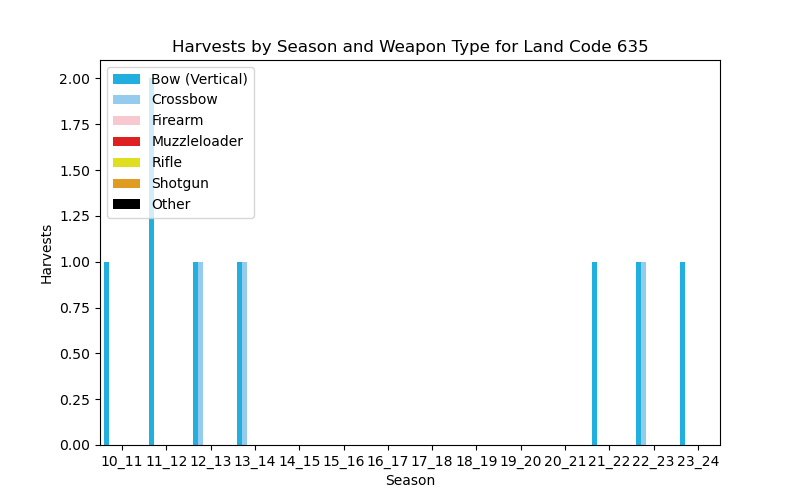 Harvests by Season and Weapon Type for Land Code 635
2.00
1.75
1.50
1.25
1.00
0.75
0.50
0.25
0.00
Harvests
Bow (Vertical)
Crossbow
Firearm
Muzzleloader
Rifle
Shotgun
Other
10_11 11_12 12_13 13_14 14_15 15_16 16_17 17_18 18_19 19_20 20_21 21_22 22_23 23_24
Season